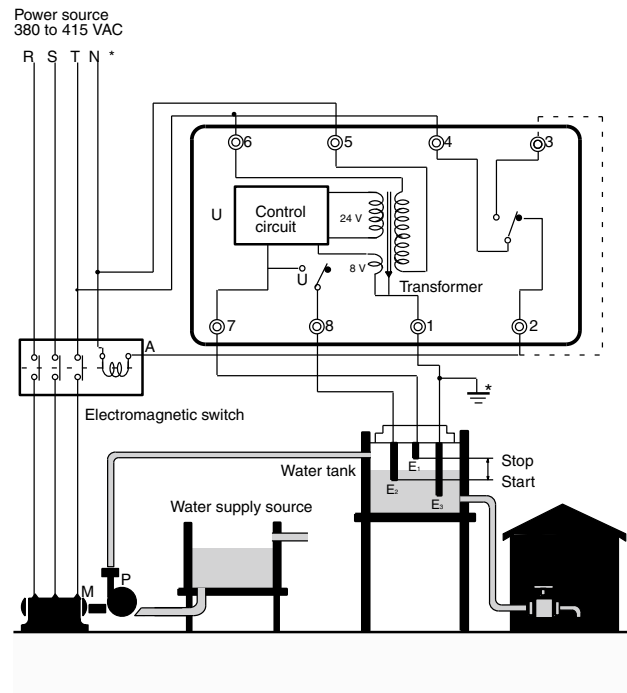 Power source
380 to 415 VAC
R S T N *
6 5 4 3
U Control
circuit
24 V
U 8 V
Transformer
7 8 1 2
A
*
Electromagnetic switch
Water tank
E1
E2
E3
Stop
Start
Water supply source
M P